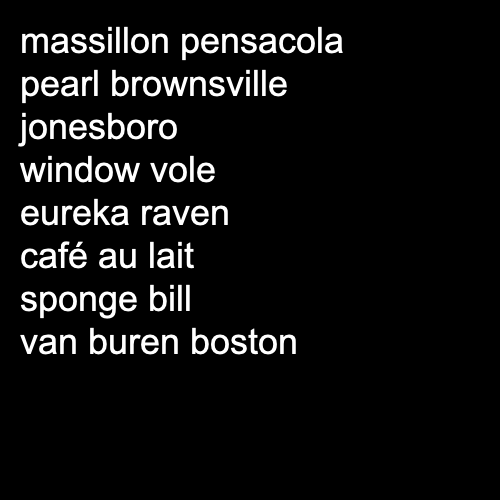 massillon pensacola
pearl brownsville
jonesboro
window vole
eureka raven
café au lait
sponge bill
van buren boston